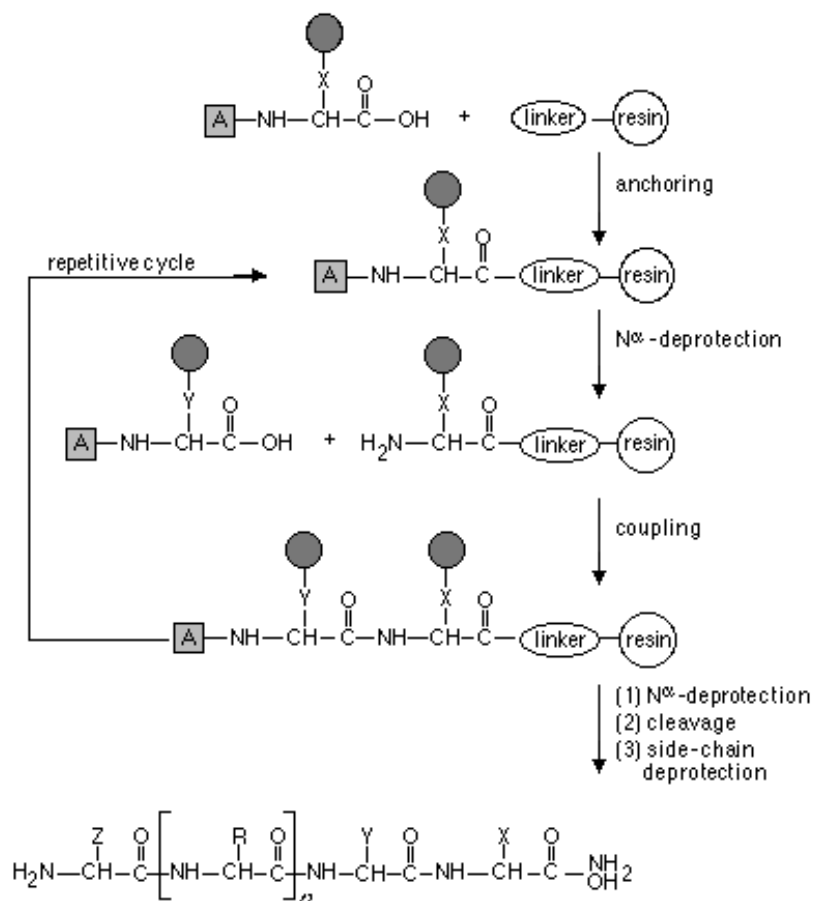 X O
A —NH—CH—C—OH + linker resin
anchoring
X O
repetitive cycle
A —NH—CH—C— linker resin
Nα-deprotection
Y O X O
A —NH—CH—C—OH + H2N—CH—C— linker resin
coupling
Y O X O
A —NH—CH—C—NH—CH—C— linker resin
(1) Nα-deprotection
(2) cleavage
(3) side-chain
deprotection
Z O R O Y O X O
H2N—CH—C—[NH—CH—C]—NH—CH—C—NH—CH—C—NH2
OH